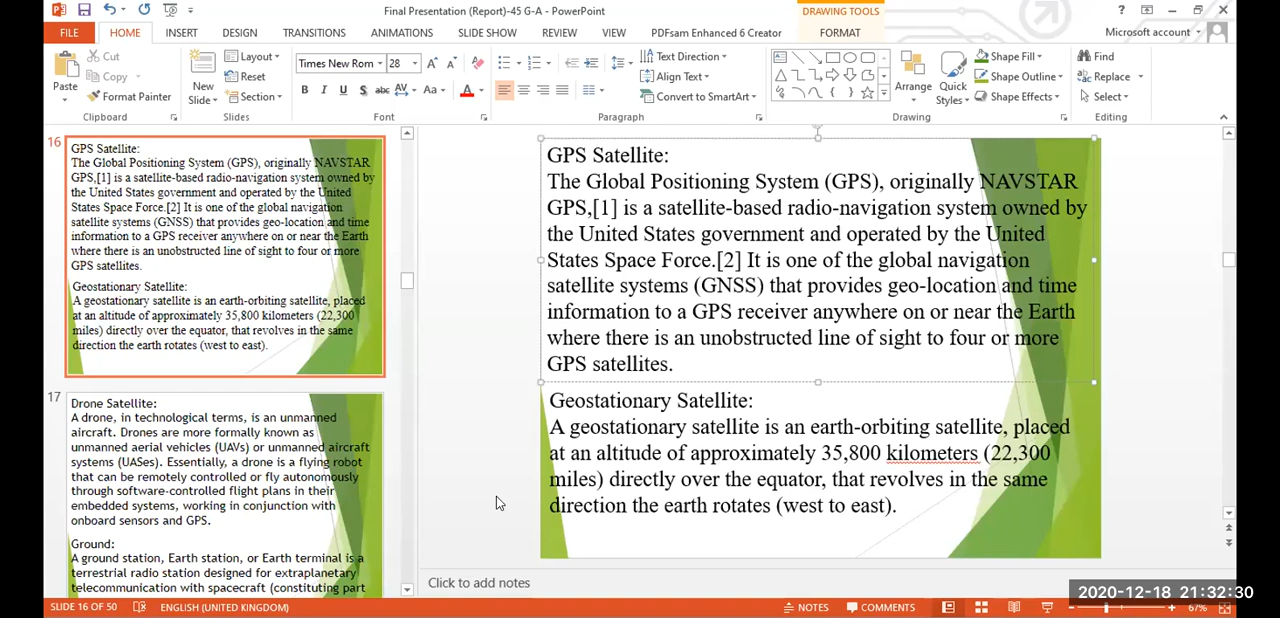 Final Presentation (Report)-45 G-A - PowerPoint
DRAWING TOOLS
?
FILE
HOME
INSERT
DESIGN
TRANSITIONS
ANIMATIONS
SLIDE SHOW
REVIEW
VIEW
PDFsam Enhanced 6 Creator
FORMAT
Microsoft account
Paste
Cut
Copy
Format Painter
Clipboard
New
Slide
Layout
Reset
Section
Slides
Times New Rom
28
B I U S abc AV Aa A
Font
Text Direction
Align Text
Convert to SmartArt
Paragraph
Arrange
Quick
Styles
Shape Fill
Shape Outline
Shape Effects
Drawing
Find
Replace
Select
Editing
16
GPS Satellite:
The Global Positioning System (GPS), originally NAVSTAR
GPS,[1] is a satellite-based radio-navigation system owned by
the United States government and operated by the United
States Space Force.[2] It is one of the global navigation
satellite systems (GNSS) that provides geo-location and time
information to a GPS receiver anywhere on or near the Earth
where there is an unobstructed line of sight to four or more
GPS satellites.
Geostationary Satellite:
A geostationary satellite is an earth-orbiting satellite, placed
at an altitude of approximately 35,800 kilometers (22,300
miles) directly over the equator, that revolves in the same
direction the earth rotates (west to east).
17
Drone Satellite:
A drone, in technological terms, is an unmanned
aircraft. Drones are more formally known as
unmanned aerial vehicles (UAVs) or unmanned aircraft
systems (UASes). Essentially, a drone is a flying robot
that can be remotely controlled or fly autonomously
through software-controlled flight plans in their
embedded systems, working in conjunction with
onboard sensors and GPS.
Ground:
A ground station, Earth station, or Earth terminal is a
terrestrial radio station designed for extraplanetary
telecommunication with spacecraft (constituting part
GPS Satellite:
The Global Positioning System (GPS), originally NAVSTAR
GPS,[1] is a satellite-based radio-navigation system owned by
the United States government and operated by the United
States Space Force.[2] It is one of the global navigation
satellite systems (GNSS) that provides geo-location and time
information to a GPS receiver anywhere on or near the Earth
where there is an unobstructed line of sight to four or more
GPS satellites.
Geostationary Satellite:
A geostationary satellite is an earth-orbiting satellite, placed
at an altitude of approximately 35,800 kilometers (22,300
miles) directly over the equator, that revolves in the same
direction the earth rotates (west to east).
Click to add notes
2020-12-18 21:32:30
SLIDE 16 OF 50
ENGLISH (UNITED KINGDOM)
NOTES
COMMENTS
67%